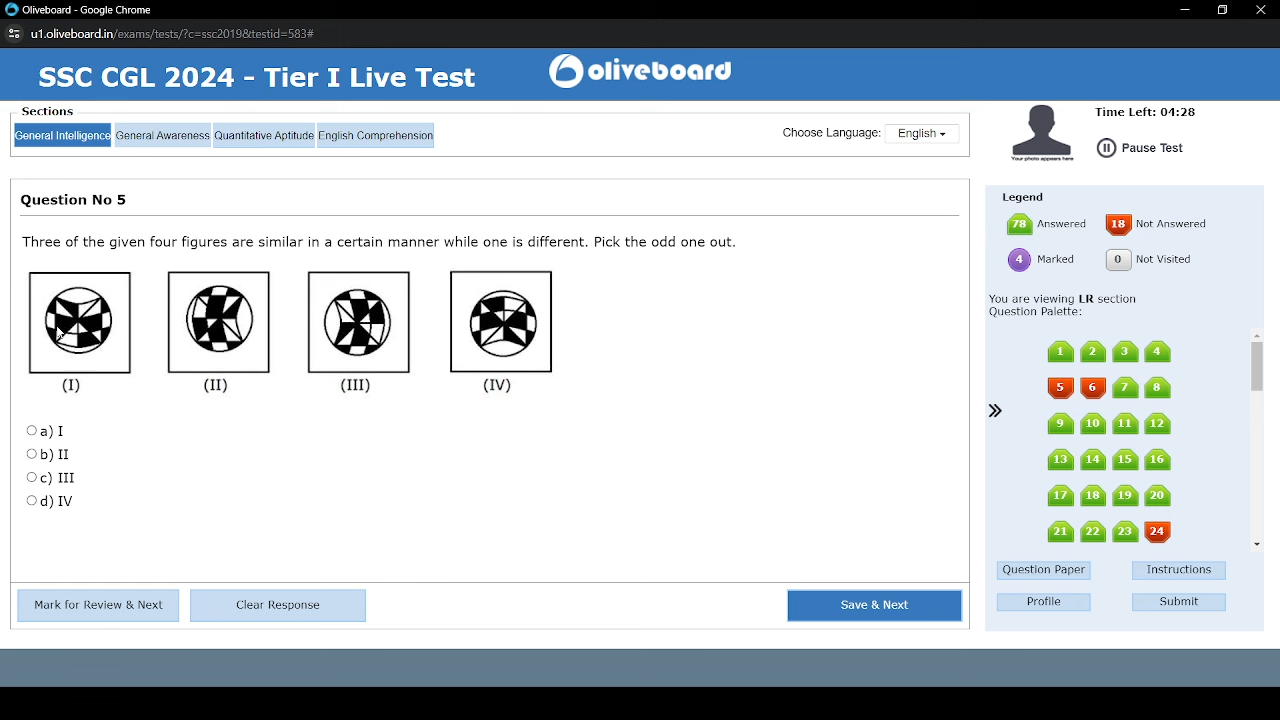 Oliveboard - Google Chrome
u1.oliveboard.in/exams/tests/?c=ssc2019&testid=583#
SSC CGL 2024 - Tier I Live Test
oliveboard
Sections
General Intelligence General Awareness Quantitative Aptitude English Comprehension
Choose Language: English
Your photo appears here
Time Left: 04:28
Pause Test
Question No 5
Three of the given four figures are similar in a certain manner while one is different. Pick the odd one out.
(I) (II) (III) (IV)
a) I
b) II
c) III
d) IV
Mark for Review & Next Clear Response Save & Next
Legend
78 Answered 18 Not Answered
4 Marked 0 Not Visited
You are viewing LR section
Question Palette:
1 2 3 4
5 6 7 8
9 10 11 12
13 14 15 16
17 18 19 20
21 22 23 24
Question Paper Instructions
Profile Submit